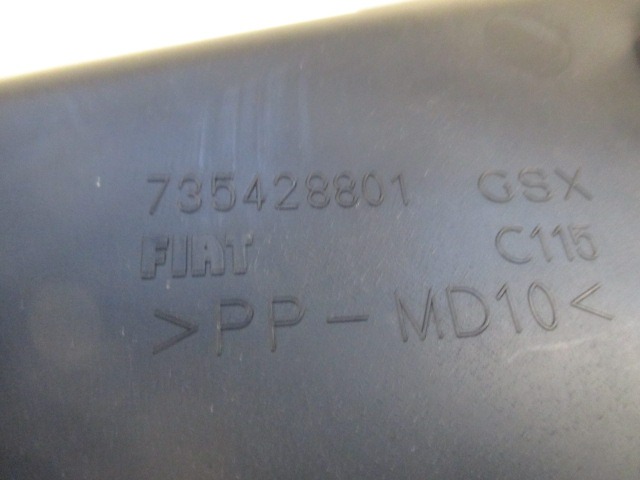 735428801 GSX
FIAT C115
>PP-MD10<